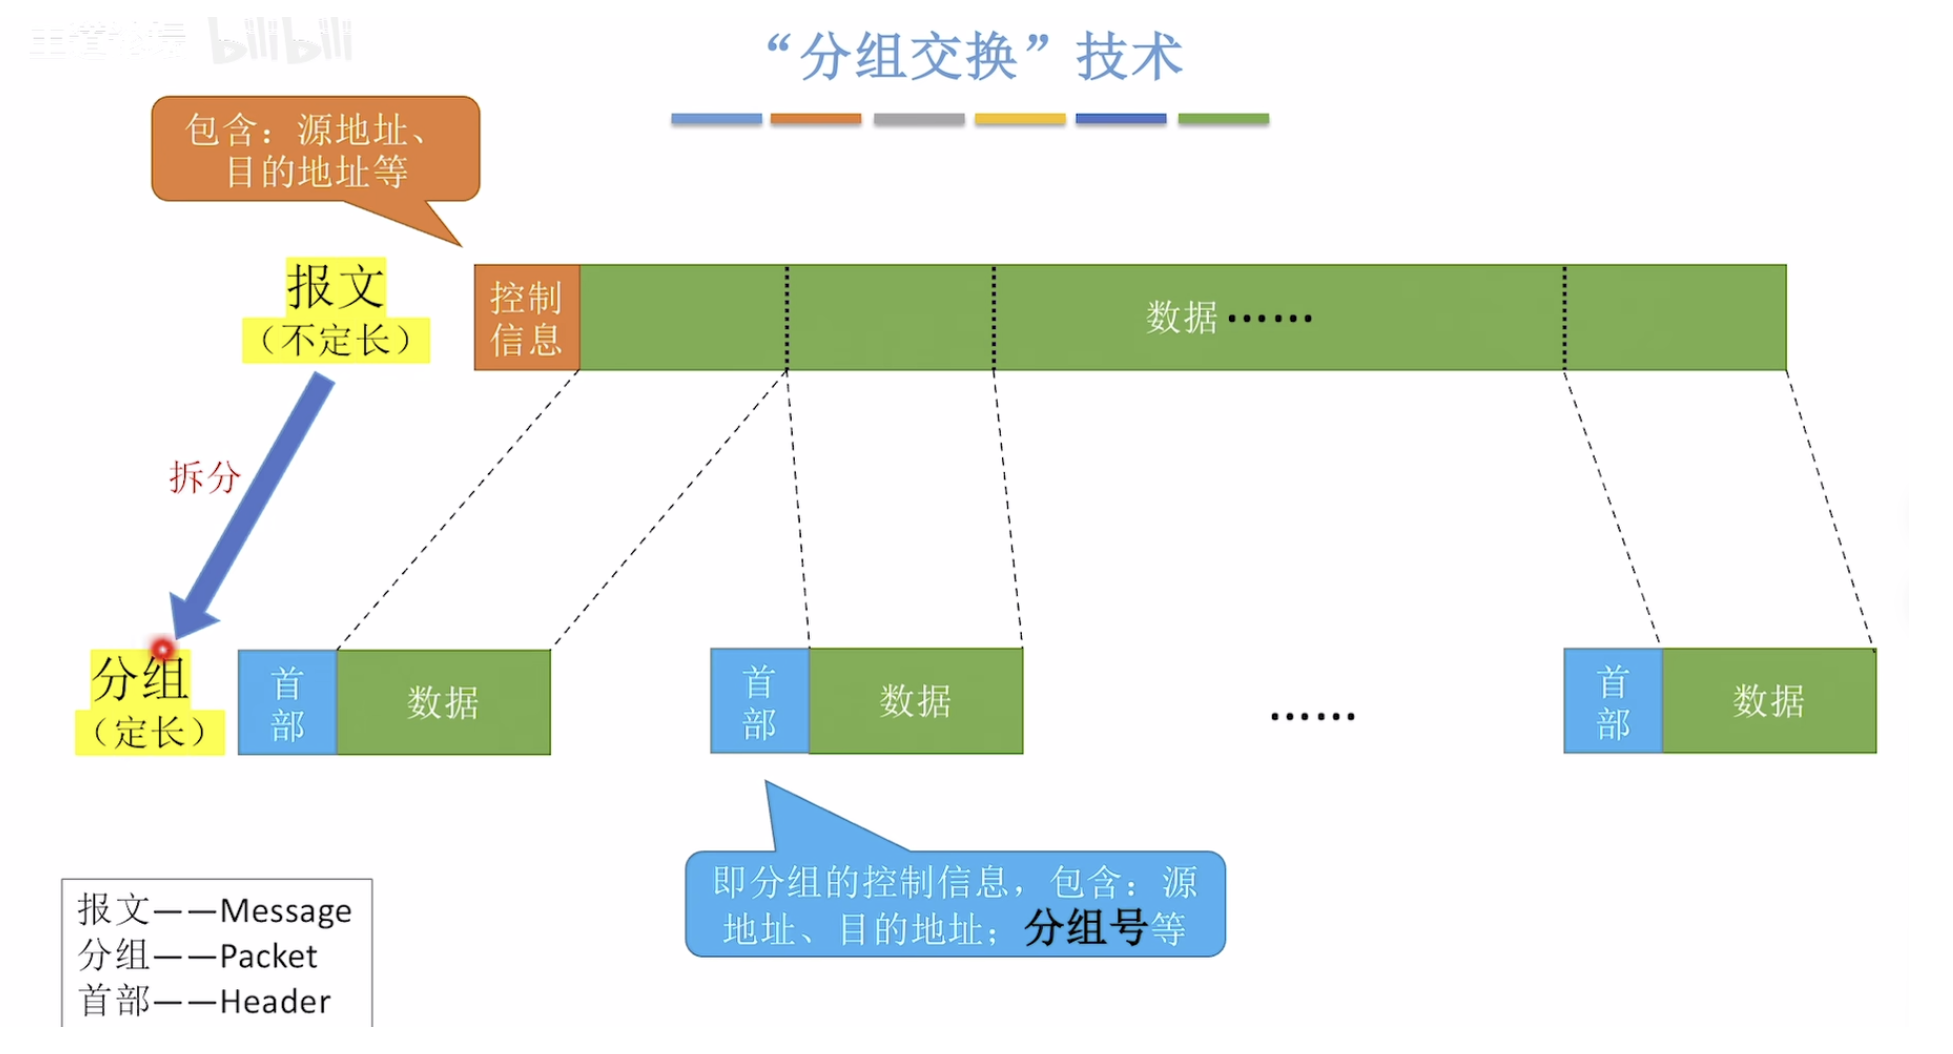 bilibili
“分组交换”技术
包含：源地址、
目的地址等
报文
（不定长）
控制
信息
数据······
拆分
分组
（定长）
首
部
数据
首
部
数据
······
首
部
数据
即分组的控制信息，包含：源
地址、目的地址；分组号等
报文——Message
分组——Packet
首部——Header